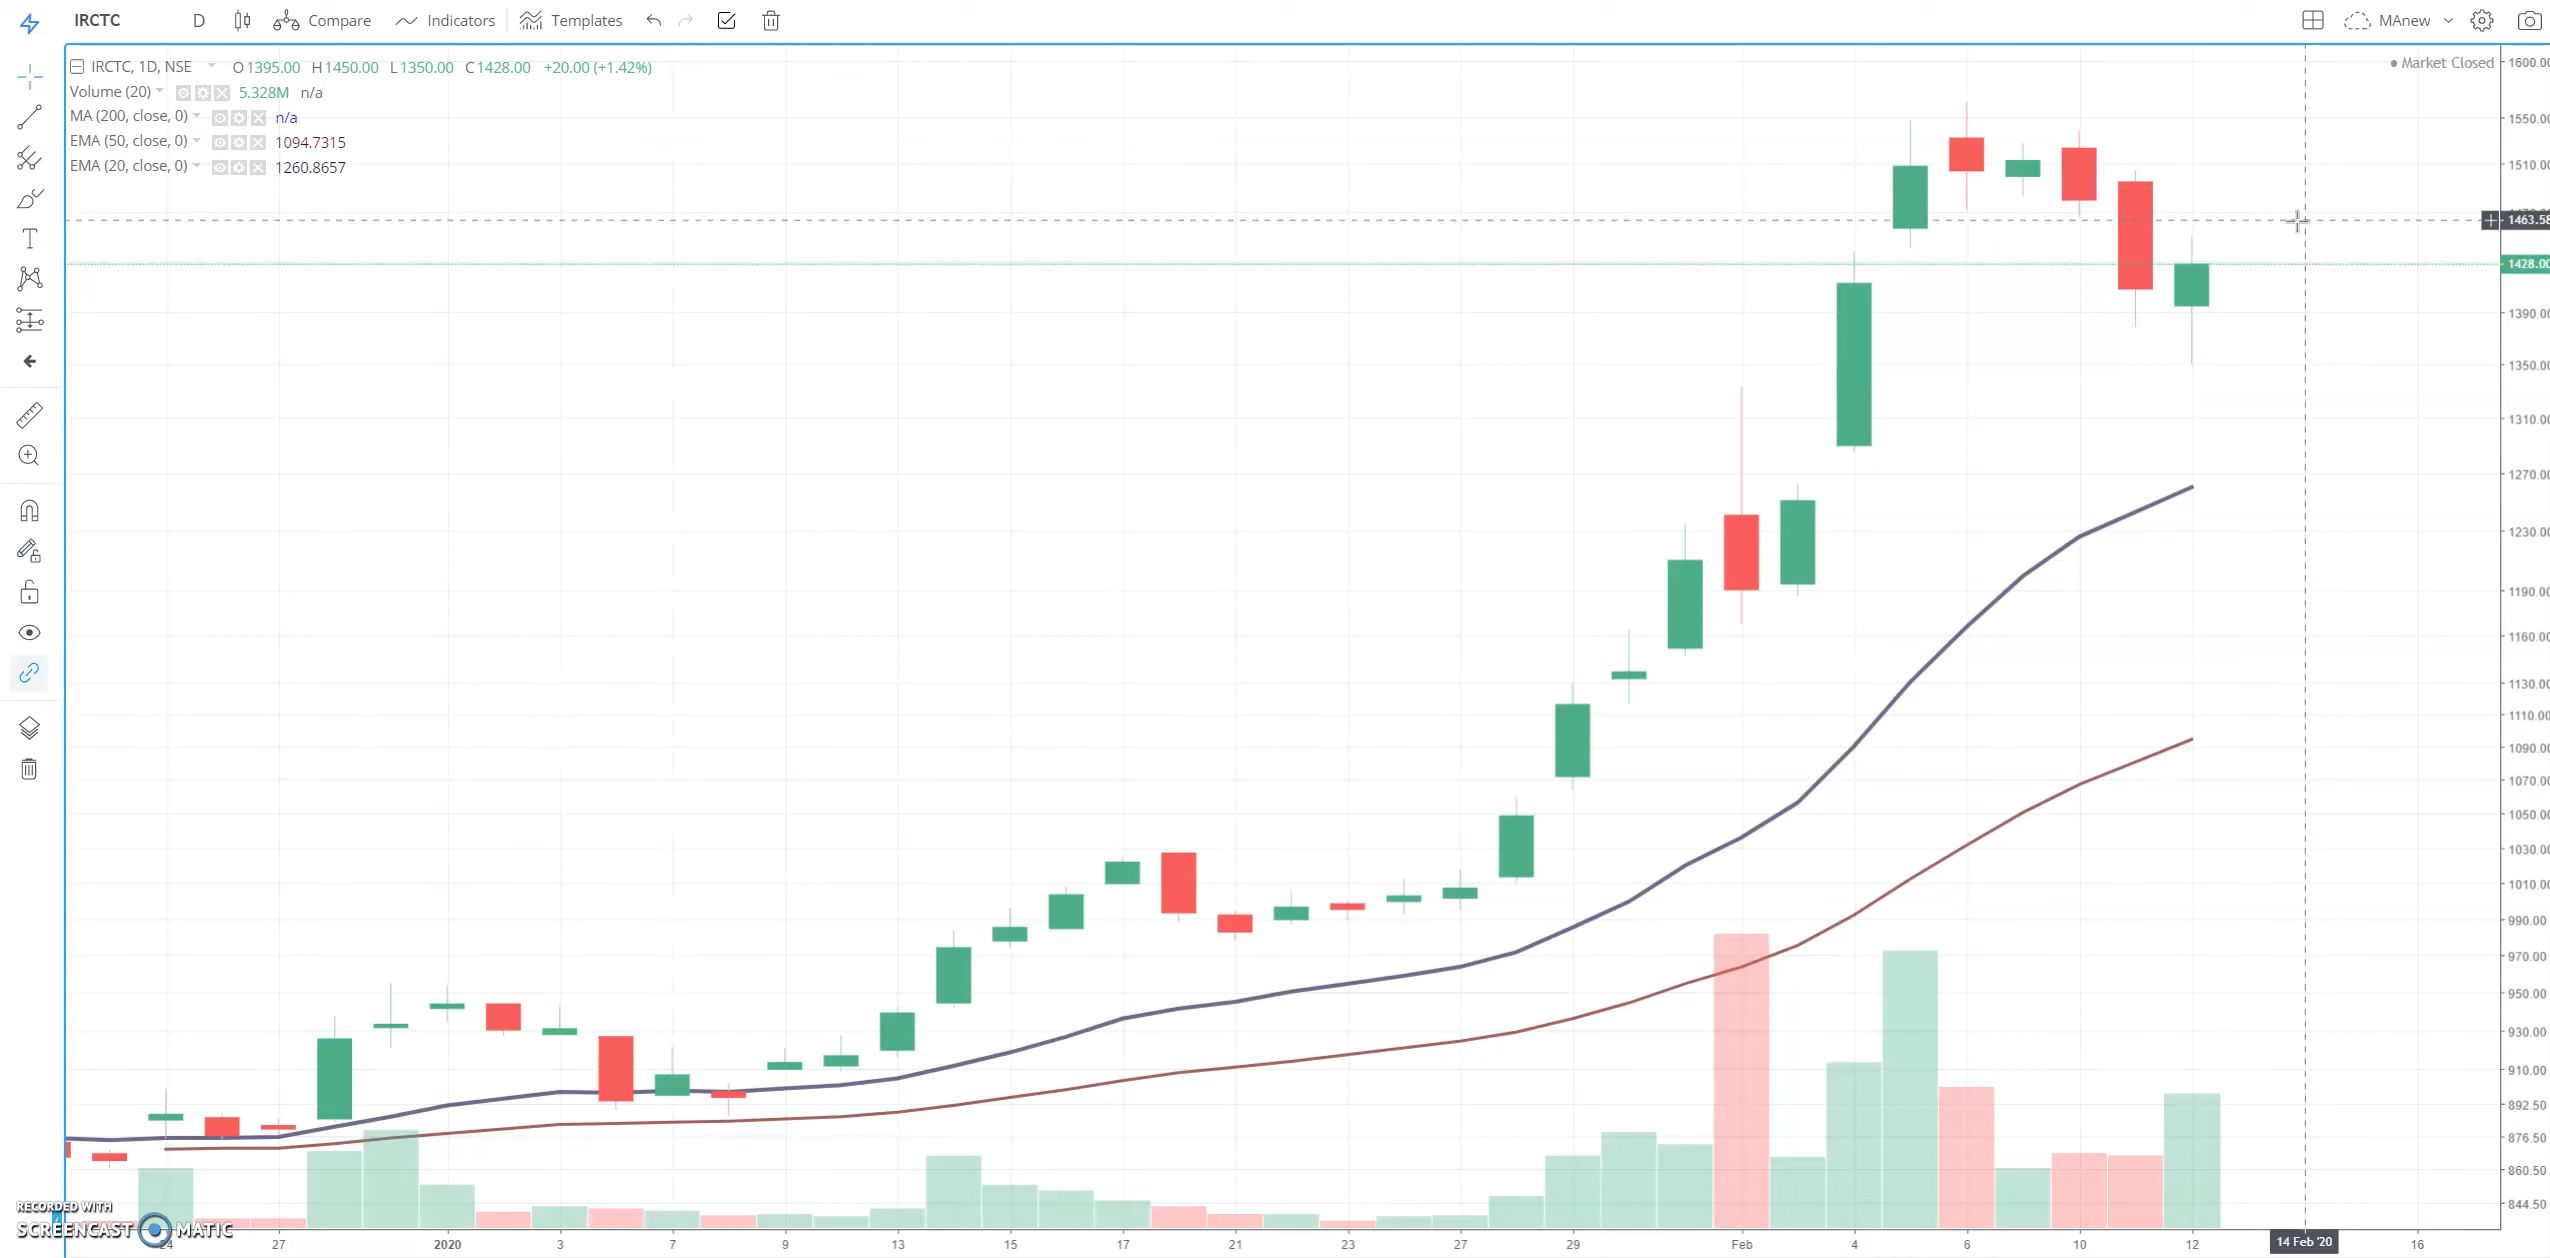 IRCTC D Compare Indicators Templates MAnew
IRCTC, 1D, NSE O 1395.00 H 1450.00 L 1350.00 C 1428.00 +20.00 (+1.42%)
Market Closed
Volume (20) 5.328M n/a
MA (200, close, 0) n/a
EMA (50, close, 0) 1094.7315
EMA (20, close, 0) 1260.8657
1600.00
1550.00
1510.00
1463.58
1428.00
1390.00
1350.00
1310.00
1270.00
1230.00
1190.00
1160.00
1130.00
1110.00
1090.00
1070.00
1050.00
1030.00
1010.00
990.00
970.00
950.00
930.00
910.00
892.50
876.50
860.50
844.50
RECORDED WITH
SCREENCAST MATIC
24 27 2020 3 7 9 13 15 17 21 23 27 29 Feb 4 6 10 12 14 Feb '20 16